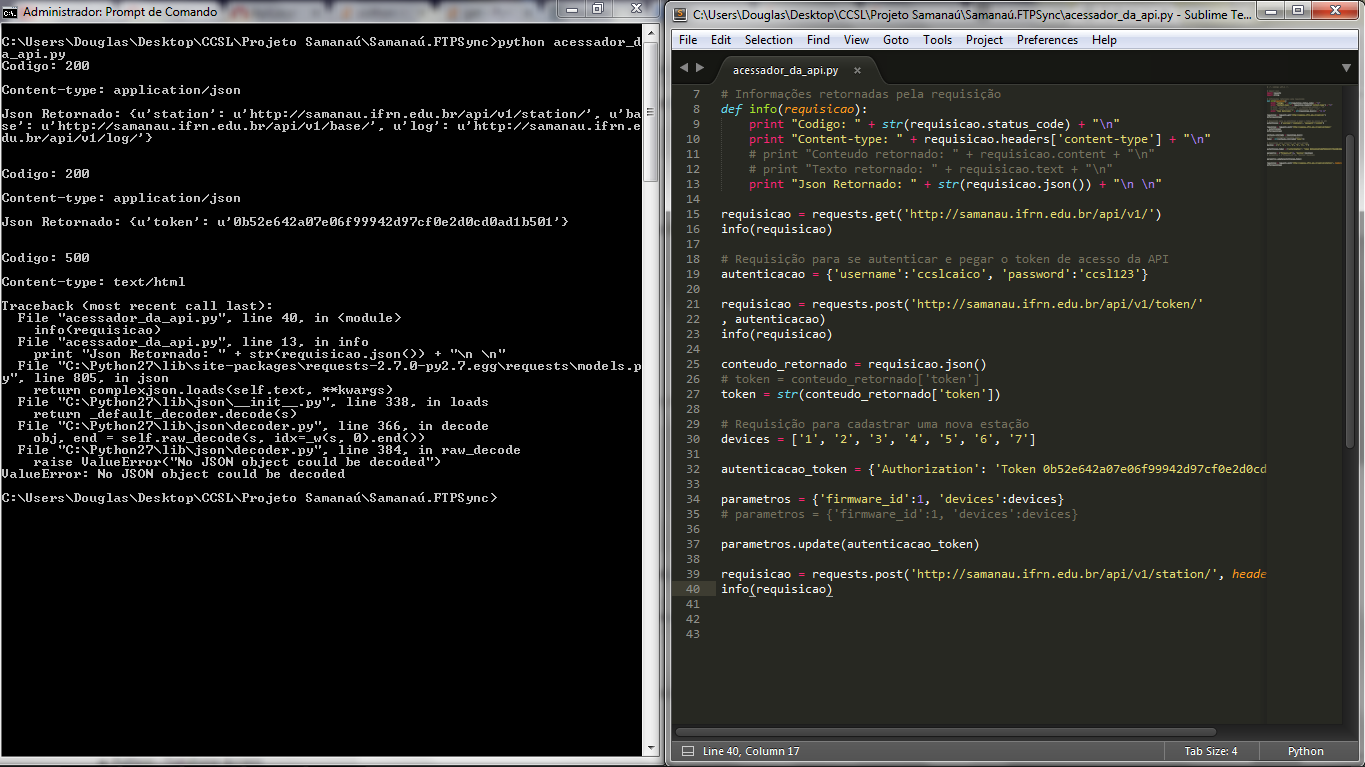 Administrador: Prompt de Comando
C:\Users\Douglas\Desktop\CCSL\Projeto Samanaú\Samanaú.FTPSync>python acessador_d
a_api.py
Codigo: 200
Content-type: application/json
Json Retornado: {u'station': u'http://samanau.ifrn.edu.br/api/v1/station/', u'ba
se': u'http://samanau.ifrn.edu.br/api/v1/base/', u'log': u'http://samanau.ifrn.e
du.br/api/v1/log/'}
Codigo: 200
Content-type: application/json
Json Retornado: {u'token': u'0b52e642a07e06f99942d97cf0e2d0cd0ad1b501'}
Codigo: 500
Content-type: text/html
Traceback (most recent call last):
  File "acessador_da_api.py", line 40, in <module>
    info(requisicao)
  File "acessador_da_api.py", line 13, in info
    print "Json Retornado: " + str(requisicao.json()) + "\n \n"
  File "C:\Python27\lib\site-packages\requests-2.7.0-py2.7.egg\requests\models.p
y", line 805, in json
    return complexjson.loads(self.text, **kwargs)
  File "C:\Python27\lib\json\__init__.py", line 338, in loads
    return _default_decoder.decode(s)
  File "C:\Python27\lib\json\decoder.py", line 366, in decode
    obj, end = self.raw_decode(s, idx=_w(s, 0).end())
  File "C:\Python27\lib\json\decoder.py", line 384, in raw_decode
    raise ValueError("No JSON object could be decoded")
ValueError: No JSON object could be decoded
C:\Users\Douglas\Desktop\CCSL\Projeto Samanaú\Samanaú.FTPSync>
C:\Users\Douglas\Desktop\CCSL\Projeto Samanaú\Samanaú.FTPSync\acessador_da_api.py - Sublime Te...
File Edit Selection Find View Goto Tools Project Preferences Help
acessador_da_api.py
7 # Informações retornadas pela requisição
8 def info(requisicao):
9     print "Codigo: " + str(requisicao.status_code) + "\n"
10     print "Content-type: " + requisicao.headers['content-type'] + "\n"
11     # print "Conteudo retornado: " + requisicao.content + "\n"
12     # print "Texto retornado: " + requisicao.text + "\n"
13     print "Json Retornado: " + str(requisicao.json()) + "\n \n"
14
15 requisicao = requests.get('http://samanau.ifrn.edu.br/api/v1/')
16 info(requisicao)
17
18 # Requisição para se autenticar e pegar o token de acesso da API
19 autenticacao = {'username':'ccslcaico', 'password':'ccsl123'}
20
21 requisicao = requests.post('http://samanau.ifrn.edu.br/api/v1/token/'
22 , autenticacao)
23 info(requisicao)
24
25 conteudo_retornado = requisicao.json()
26 # token = conteudo_retornado['token']
27 token = str(conteudo_retornado['token'])
28
29 # Requisição para cadastrar uma nova estação
30 devices = ['1', '2', '3', '4', '5', '6', '7']
31
32 autenticacao_token = {'Authorization': 'Token 0b52e642a07e06f99942d97cf0e2d0cd
33
34 parametros = {'firmware_id':1, 'devices':devices}
35 # parametros = {'firmware_id':1, 'devices':devices}
36
37 parametros.update(autenticacao_token)
38
39 requisicao = requests.post('http://samanau.ifrn.edu.br/api/v1/station/', heade
40 info(requisicao)
41
42
43
Line 40, Column 17
Tab Size: 4
Python